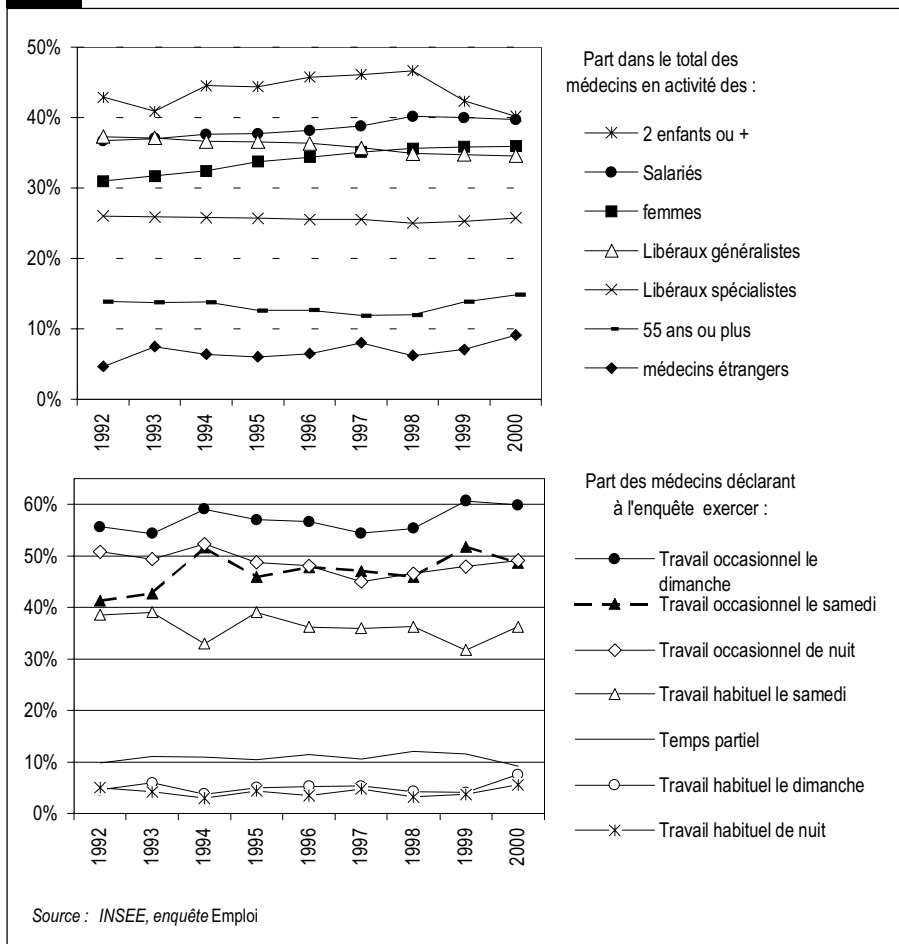 50%
40%
30%
20%
10%
0%
1992
1993
1994
1995
1996
1997
1998
1999
2000
Part dans le total des
médecins en activité des :
2 enfants ou +
Salariés
femmes
Libéraux généralistes
Libéraux spécialistes
55 ans ou plus
médecins étrangers
60%
50%
40%
30%
20%
10%
0%
1992
1993
1994
1995
1996
1997
1998
1999
2000
Part des médecins déclarant
à l'enquête exercer :
Travail occasionnel le
dimanche
Travail occasionnel le samedi
Travail occasionnel de nuit
Travail habituel le samedi
Temps partiel
Travail habituel le dimanche
Travail habituel de nuit
Source : INSEE, enquête Emploi